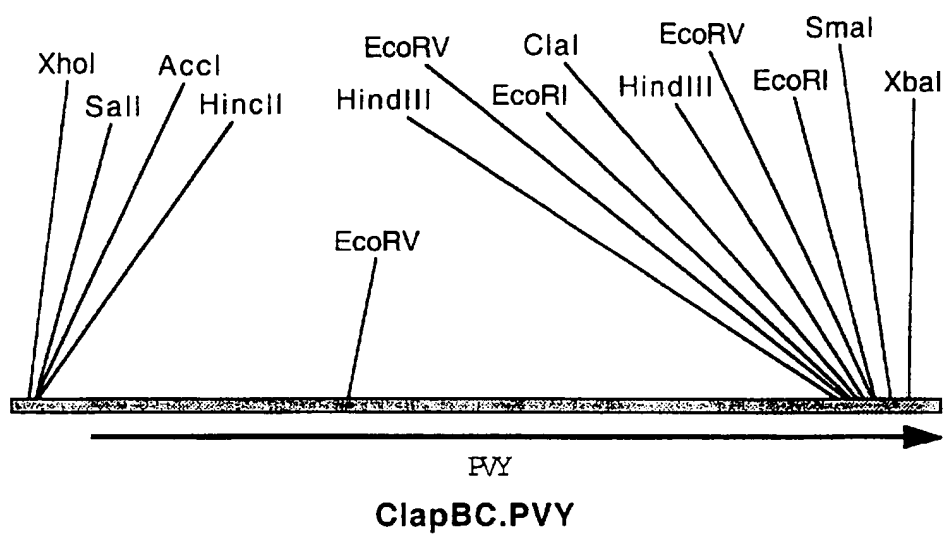 XhoI
SalI
AccI
HincII
HindIII
EcoRV
EcoRI
ClaI
HindIII
EcoRV
EcoRI
SmaI
XbaI
EcoRV
PVY
ClapBC.PVY